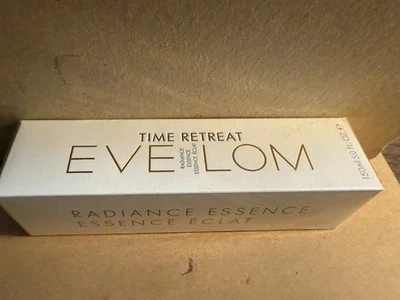 TIME RETREAT
EVE LOM
RADIANCE
ESSENCE
ESSENCE ECLAT
150ml 5.0 FL. OZ. ℮
RADIANCE ESSENCE
ESSENCE ECLAT